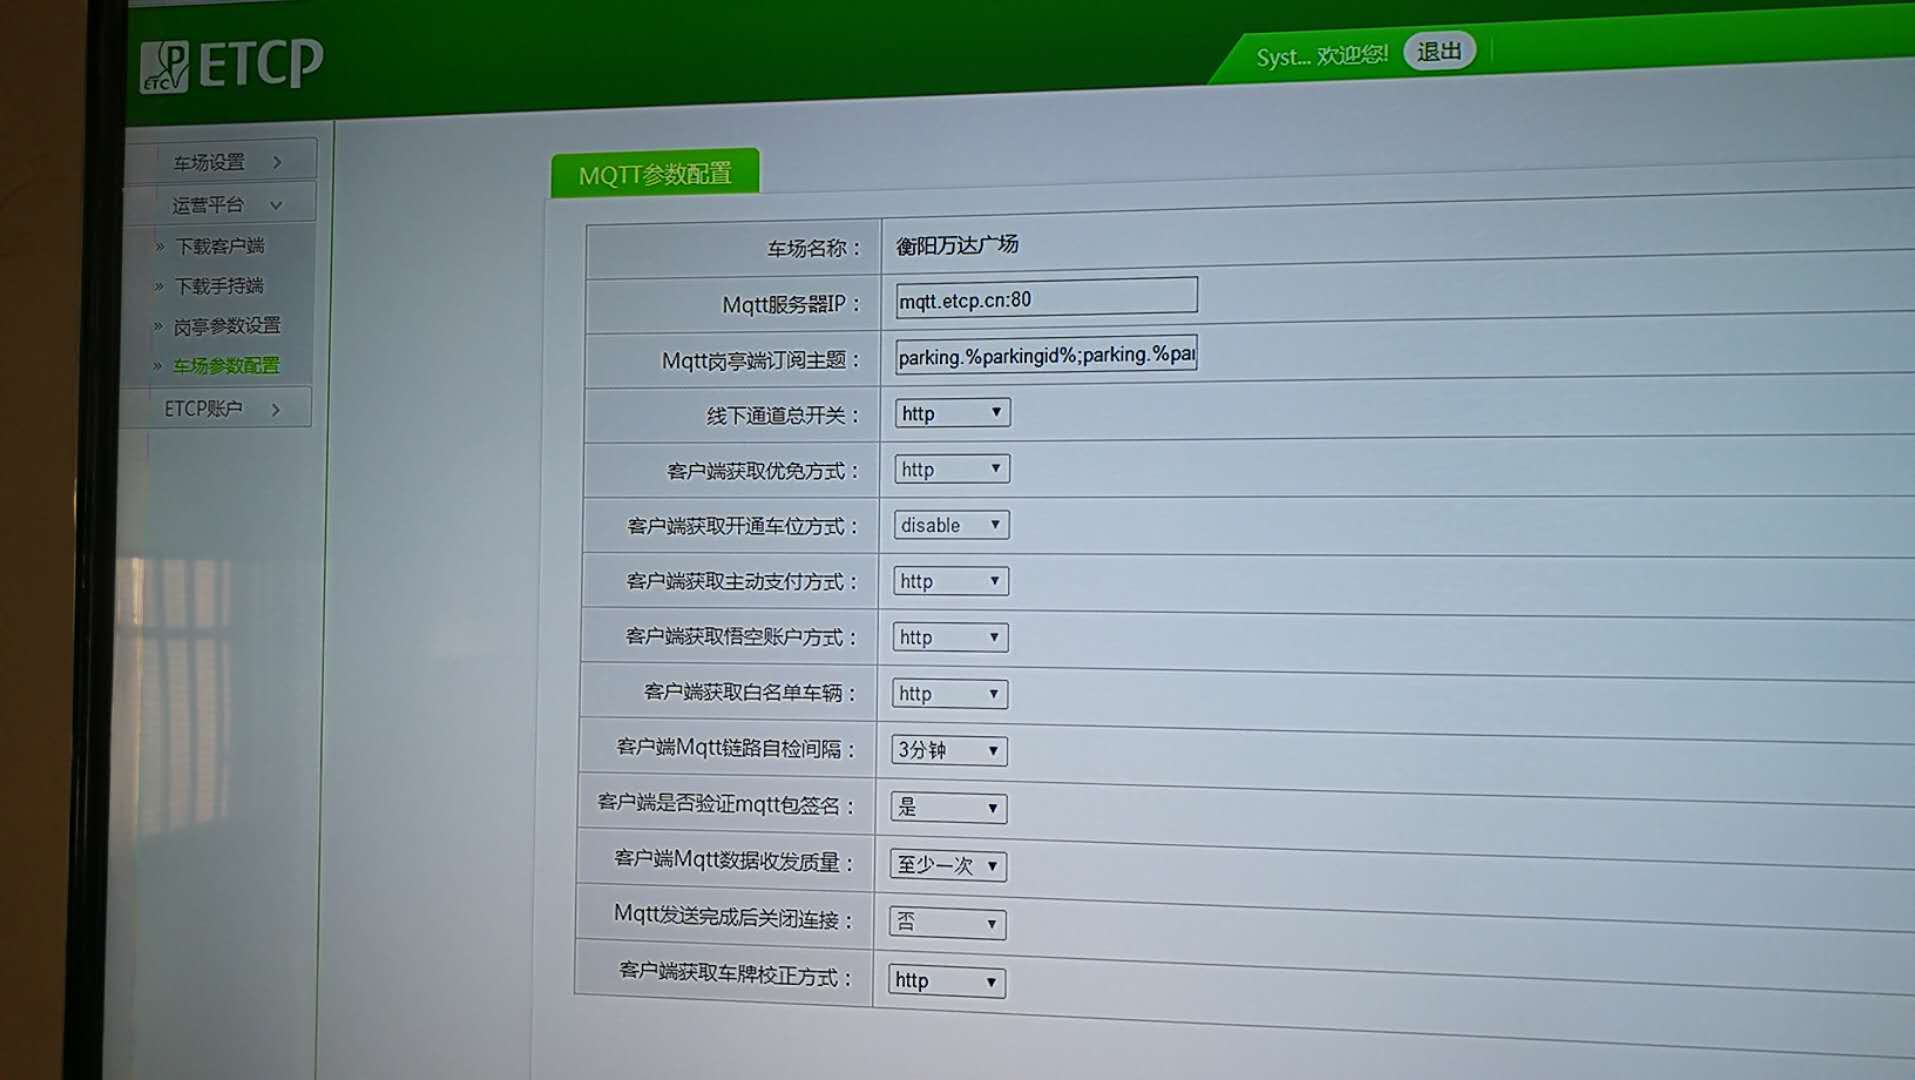 ETCP
ETCP
Syst... 欢迎您!
退出
车场设置
运营平台
» 下载客户端
» 下载手持端
» 岗亭参数设置
» 车场参数配置
ETCP账户
MQTT参数配置
车场名称： 衡阳万达广场
Mqtt服务器IP： mqtt.etcp.cn:80
Mqtt岗亭端订阅主题： parking.%parkingid%;parking.%par
线下通道总开关： http
客户端获取优免方式： http
客户端获取开通车位方式： disable
客户端获取主动支付方式： http
客户端获取悟空账户方式： http
客户端获取白名单车辆： http
客户端Mqtt链路自检间隔： 3分钟
客户端是否验证mqtt包签名： 是
客户端Mqtt数据收发质量： 至少一次
Mqtt发送完成后关闭连接： 否
客户端获取车牌校正方式： http